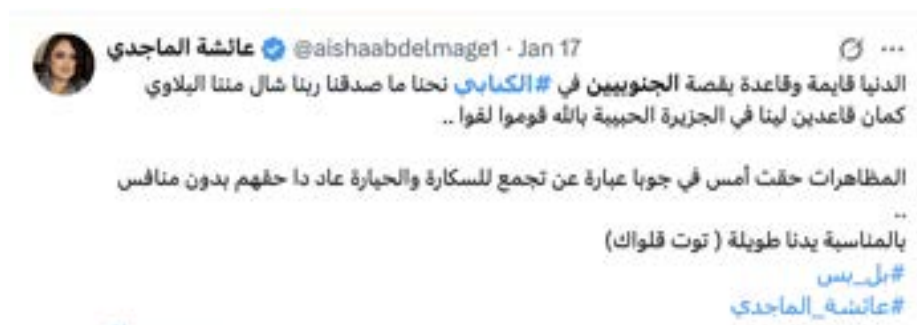 عائشة الماجدي @aishaabdelmage1 · Jan 17
الدنيا قايمة وقاعدة بقصة الجنوبيين في #الكنابي نحنا ما صدقنا ربنا شال مننا البلاوي
كمان قاعدين لينا في الجزيرة الحبيبة بالله قوموا لفوا ..
المظاهرات حقت أمس في جوبا عبارة عن تجمع للسكارة والحيارة عاد دا حقهم بدون منافس
..
بالمناسبة يدنا طويلة ( توت قلواك)
#بل_بس
#عائشة_الماجدي